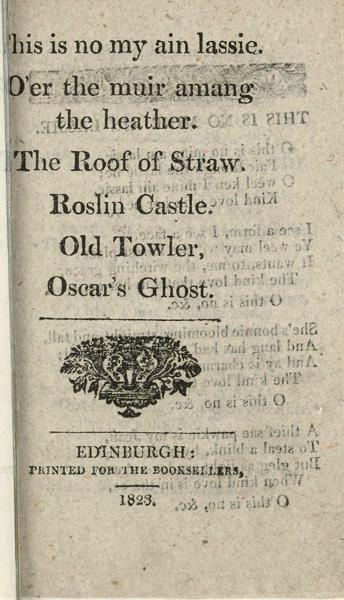 This is no my ain lassie.
O'er the muir amang
the heather.
The Roof of Straw.
Roslin Castle.
Old Towler,
Oscar's Ghost.
EDINBURGH:
PRINTED FOR THE BOOKSELLERS,
1823.